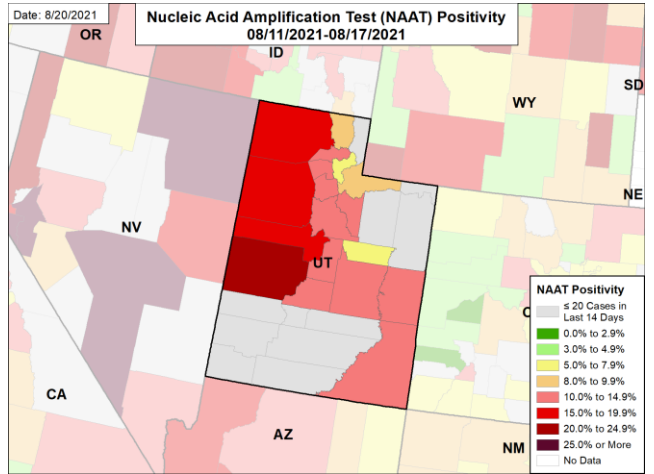 Date: 8/20/2021
Nucleic Acid Amplification Test (NAAT) Positivity
08/11/2021-08/17/2021
OR
ID
SD
WY
NE
NV
UT
C
CA
AZ
NM
NAAT Positivity
≤ 20 Cases in
Last 14 Days
0.0% to 2.9%
3.0% to 4.9%
5.0% to 7.9%
8.0% to 9.9%
10.0% to 14.9%
15.0% to 19.9%
20.0% to 24.9%
25.0% or More
No Data